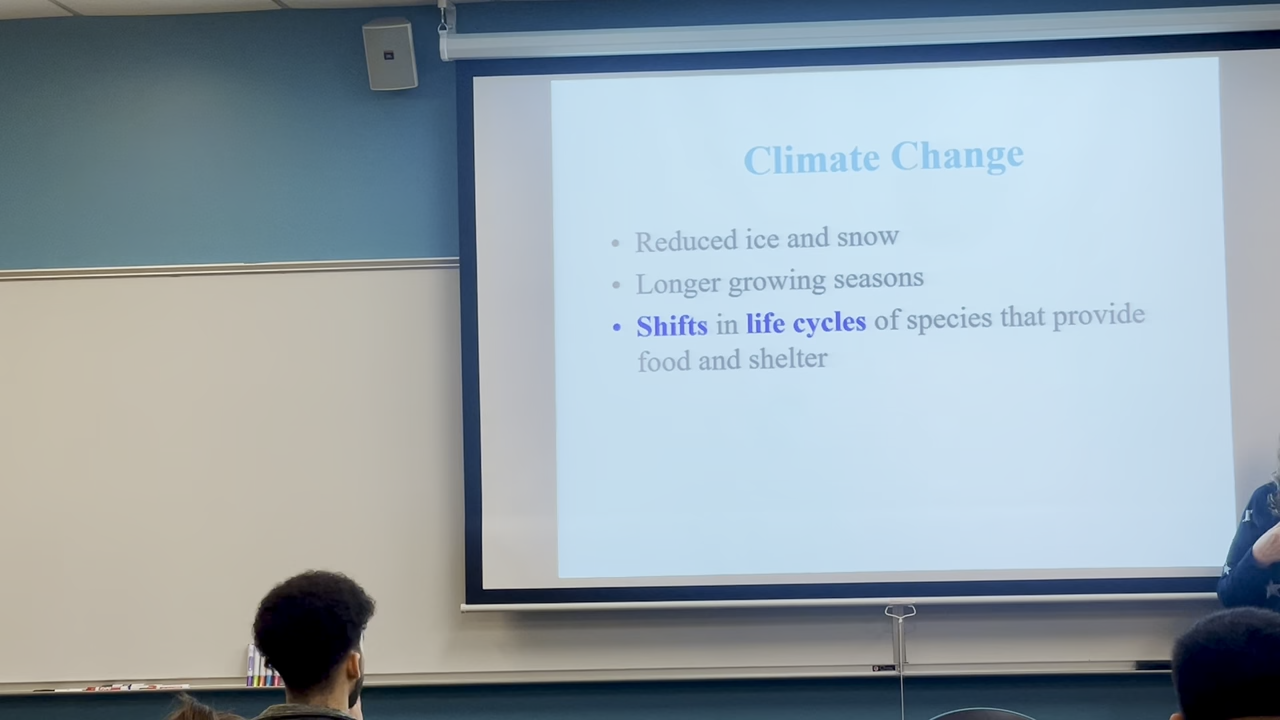 Climate Change
• Reduced ice and snow
• Longer growing seasons
• Shifts in life cycles of species that provide
food and shelter